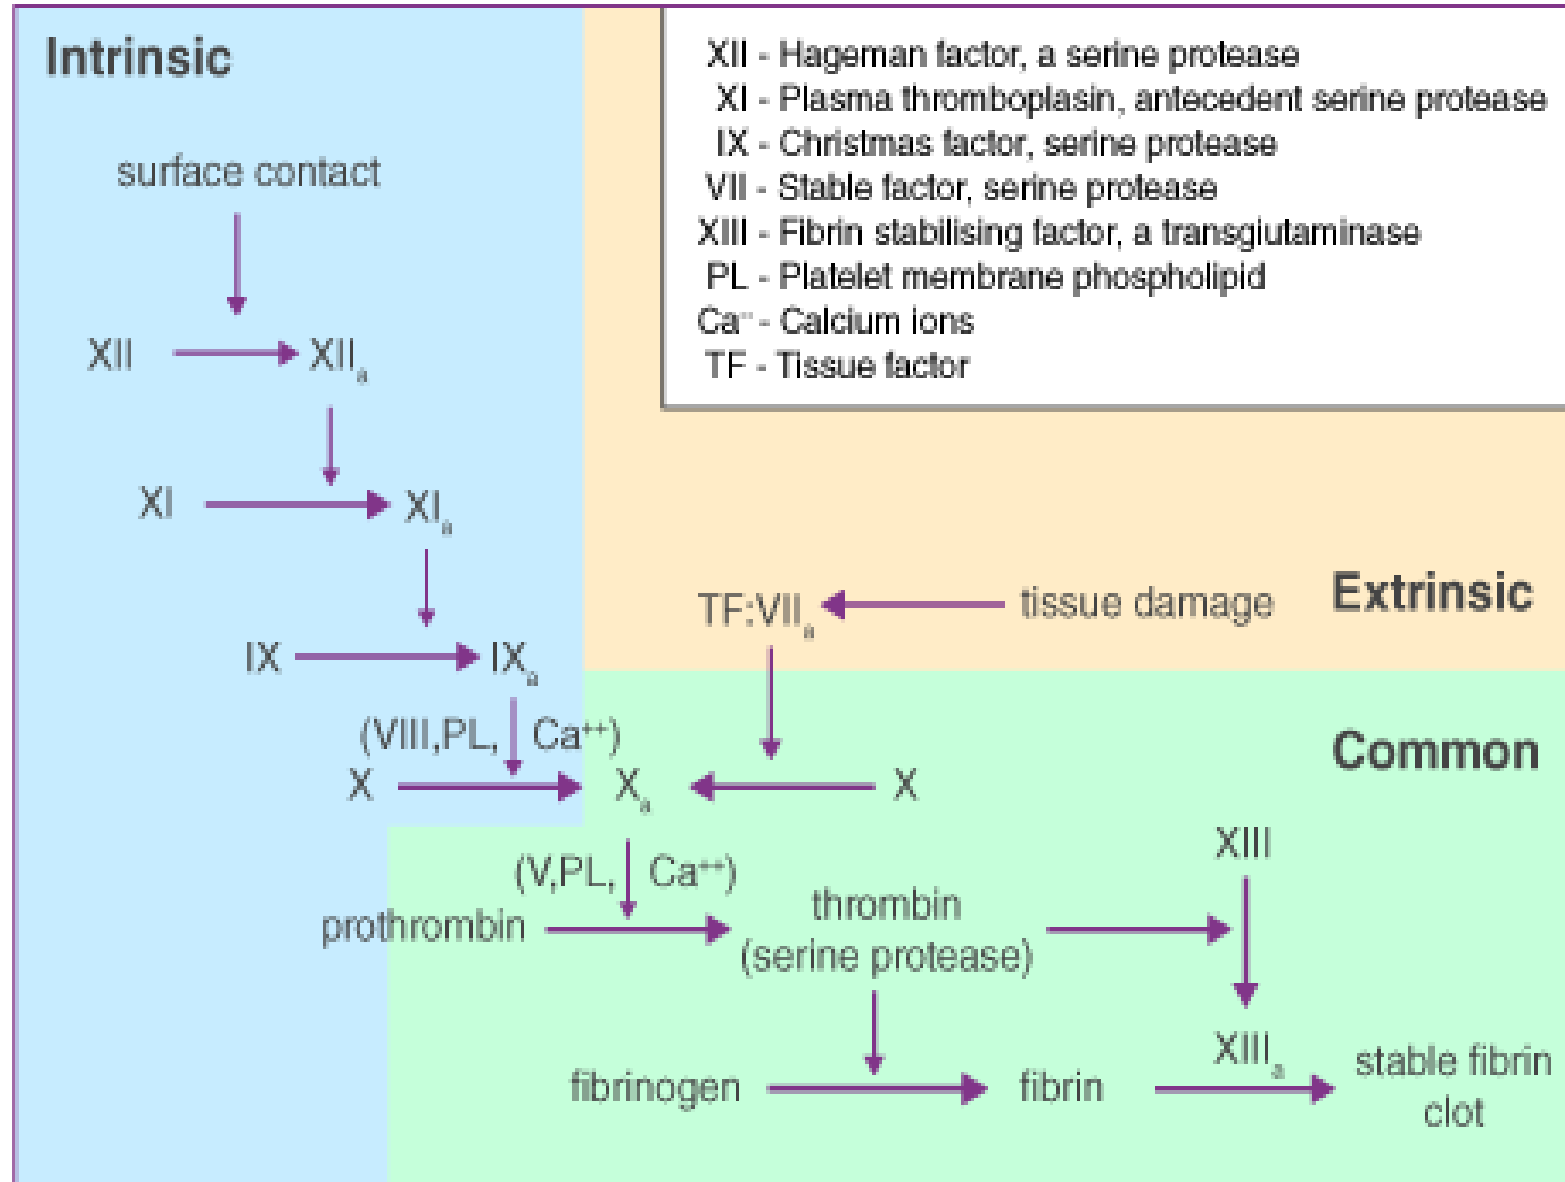 Intrinsic
XII - Hageman factor, a serine protease
XI - Plasma thromboplasin, antecedent serine protease
IX - Christmas factor, serine protease
VII - Stable factor, serine protease
XIII - Fibrin stabilising factor, a transgiutaminase
PL - Platelet membrane phospholipid
Ca⁺⁺ - Calcium ions
TF - Tissue factor
surface contact
XII XIIₐ
XI XIₐ
TF:VIIₐ tissue damage Extrinsic
IX IXₐ
(VIII,PL, Ca⁺⁺)
Common
X Xₐ X
XIII
(V,PL, Ca⁺⁺)
prothrombin thrombin
(serine protease)
XIIIₐ
fibrinogen fibrin stable fibrin
clot